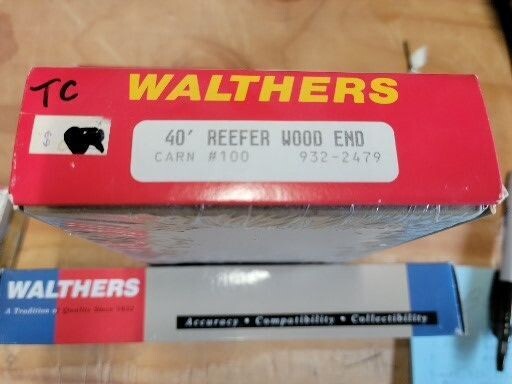 TC
WALTHERS
40' REEFER WOOD END
CARN #100 932-2479
WALTHERS
A Tradition of Quality Since 1932
Accuracy • Compatibility • Collectibility